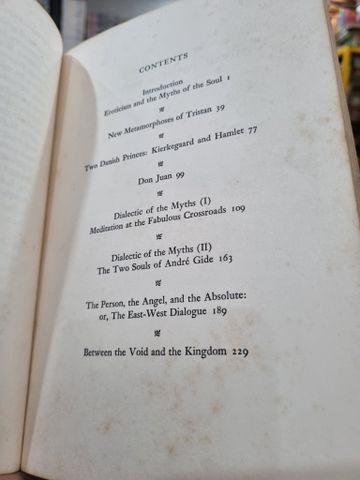 CONTENTS
Introduction
Eroticism and the Myths of the Soul 1
New Metamorphoses of Tristan 39
Two Danish Princes: Kierkegaard and Hamlet 77
Don Juan 99
Dialectic of the Myths (I)
Meditation at the Fabulous Crossroads 109
Dialectic of the Myths (II)
The Two Souls of André Gide 163
The Person, the Angel, and the Absolute:
or, The East-West Dialogue 189
Between the Void and the Kingdom 229